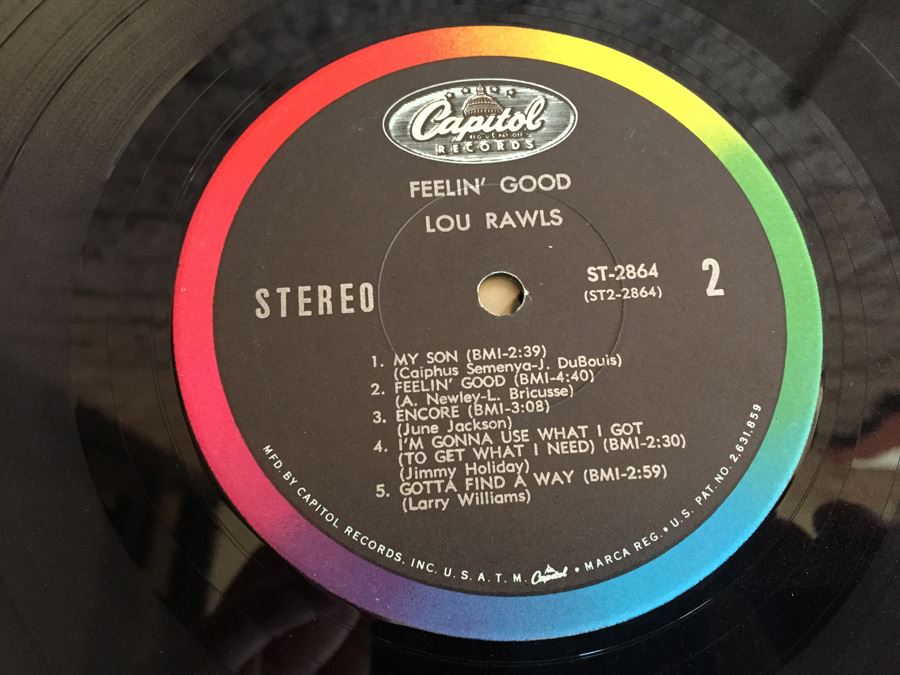 Capitol
REG. U.S. PAT. OFF.
RECORDS
FEELIN' GOOD
LOU RAWLS
STEREO
ST-2864
(ST2-2864)
2
1. MY SON (BMI-2:39)
(Caiphus Semenya-J. DuBouis)
2. FEELIN' GOOD (BMI-4:40)
(A. Newley-L. Bricusse)
3. ENCORE (BMI-3:08)
(June Jackson)
4. I'M GONNA USE WHAT I GOT
(TO GET WHAT I NEED) (BMI-2:30)
(Jimmy Holiday)
5. GOTTA FIND A WAY (BMI-2:59)
(Larry Williams)
MFD. BY CAPITOL RECORDS, INC. U.S.A. T.M. Capitol • MARCA REG. • U.S. PAT. NO. 2,631,859